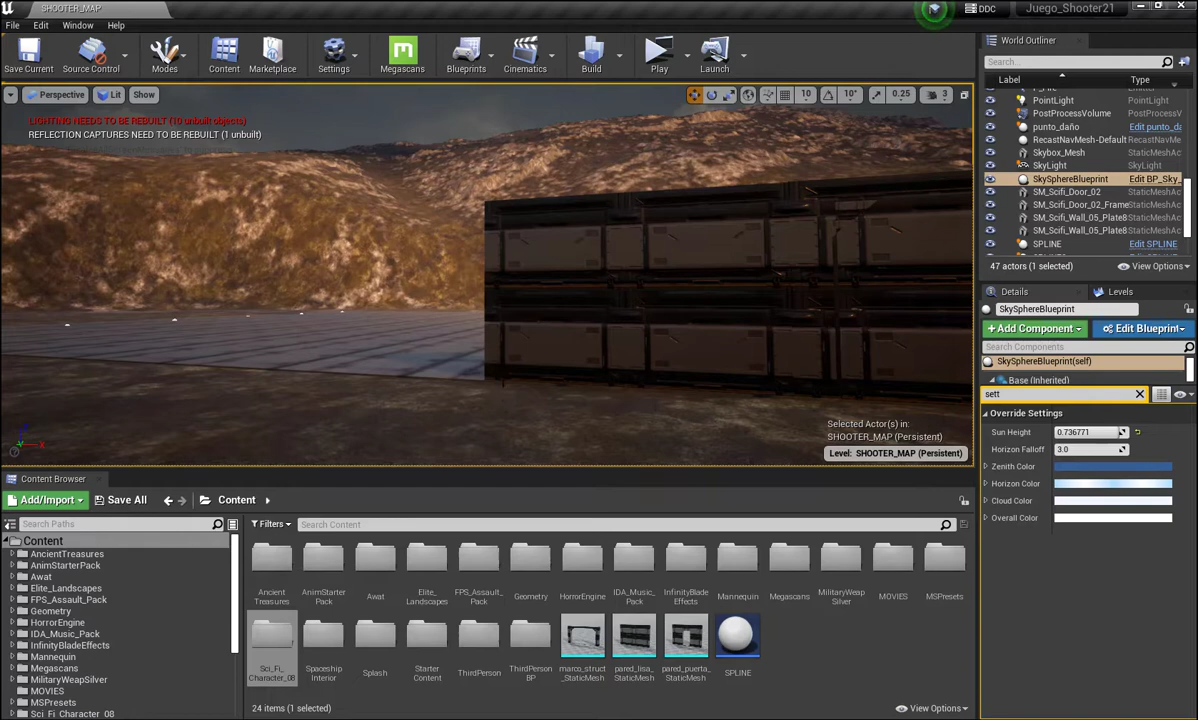 SHOOTER_MAP
DDC
Juego_Shooter21
File Edit Window Help
Save Current
Source Control
Modes
Content
Marketplace
Settings
Megascans
Blueprints
Cinematics
Build
Play
Launch
World Outliner
Search...
Label
Type
Perspective
Lit
Show
10
10°
0.25
3
LIGHTING NEEDS TO BE REBUILT (10 unbuilt objects)
REFLECTION CAPTURES NEED TO BE REBUILT (1 unbuilt)
PointLight PointLight
PostProcessVolume PostProcessVolume
punto_daño Edit punto_da
RecastNavMesh-Default RecastNavMes
Skybox_Mesh StaticMeshAc
SkyLight SkyLight
SkySphereBlueprint Edit BP_Sky_
SM_Scifi_Door_02 StaticMeshAc
SM_Scifi_Door_02_Frame StaticMeshAc
SM_Scifi_Wall_05_Plate8 StaticMeshAc
SM_Scifi_Wall_05_Plate8 StaticMeshAc
SPLINE Edit SPLINE
47 actors (1 selected)
View Options
Details
Levels
SkySphereBlueprint
+Add Component
Edit Blueprint
Search Components
SkySphereBlueprint(self)
Base (Inherited)
sett
Override Settings
Sun Height 0.736771
Horizon Falloff 3.0
Zenith Color
Horizon Color
Cloud Color
Overall Color
Selected Actor(s) in:
SHOOTER_MAP (Persistent)
Level: SHOOTER_MAP (Persistent)
Content Browser
Add/Import
Save All
Content
Search Paths
Filters
Search Content
Content
AncientTreasures
AnimStarterPack
Awat
Elite_Landscapes
FPS_Assault_Pack
Geometry
HorrorEngine
IDA_Music_Pack
InfinityBladeEffects
Mannequin
Megascans
MilitaryWeapSilver
MOVIES
MSPresets
Sci_Fi_Character_08
Ancient
Treasures
AnimStarter
Pack
Awat
Elite_
Landscapes
FPS_Assault_
Pack
Geometry
HorrorEngine
IDA_Music_
Pack
InfinityBlade
Effects
Mannequin
Megascans
MilitaryWeap
Silver
MOVIES
MSPresets
Sci_Fi_
Character_08
Spaceship
Interior
Splash
Starter
Content
ThirdPerson
ThirdPerson
BP
marco_struct
_StaticMesh
pared_lisa_
StaticMesh
pared_puerta_
StaticMesh
SPLINE
24 items (1 selected)
View Options